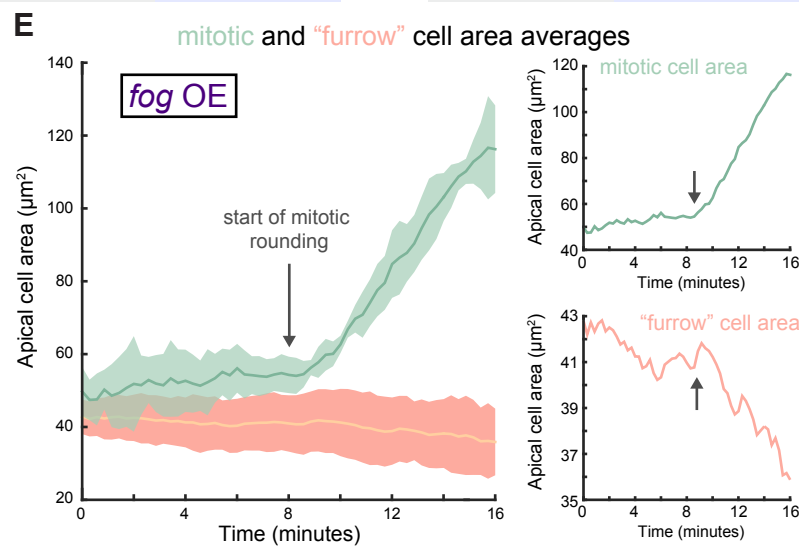 E
mitotic and “furrow” cell area averages
fog OE
start of mitotic
rounding
Apical cell area (μm²)
140
120
100
80
60
40
20
0
4
8
12
16
Time (minutes)
mitotic cell area
Apical cell area (μm²)
120
100
80
60
40
0
4
8
12
16
Time (minutes)
“furrow” cell area
Apical cell area (μm²)
43
41
39
37
35
0
4
8
12
16
Time (minutes)